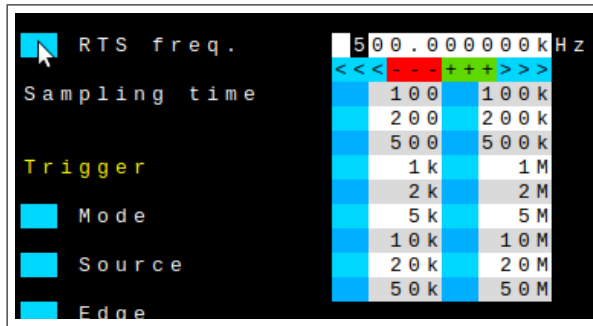 RTS freq. 500.000000kHz
<<<---+++>>>
Sampling time 100 100k
200 200k
500 500k
Trigger 1k 1M
2k 2M
Mode 5k 5M
10k 10M
Source 20k 20M
50k 50M
Edge